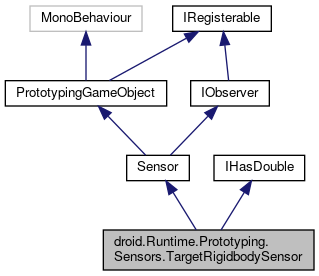 MonoBehaviour
IRegisterable
PrototypingGameObject
IObserver
Sensor
IHasDouble
droid.Runtime.Prototyping.
Sensors.TargetRigidbodySensor